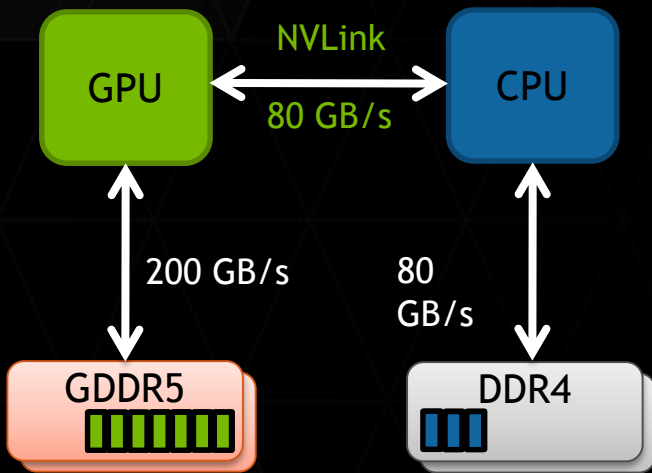 NVLink
GPU
CPU
80 GB/s
200 GB/s
80
GB/s
GDDR5
DDR4